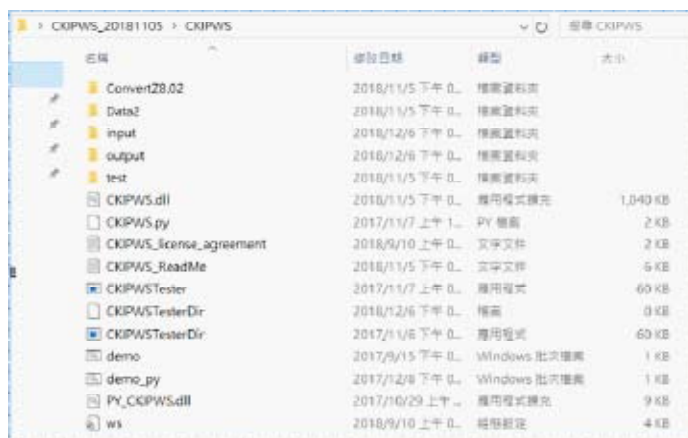 > CKIPWS_20181105 > CKIPWS 搜尋 CKIPWS
名稱 修改日期 類型 大小
ConvertZ8.02 2018/11/5 下午 0... 檔案資料夾
Data2 2018/11/5 下午 0... 檔案資料夾
input 2018/12/6 下午 0... 檔案資料夾
output 2018/12/6 下午 0... 檔案資料夾
test 2018/11/5 下午 0... 檔案資料夾
CKIPWS.dll 2018/11/5 下午 0... 應用程式擴充 1,040 KB
CKIPWS.py 2017/11/7 上午 1... PY 檔案 2 KB
CKIPWS_license_agreement 2018/9/10 上午 0... 文字文件 2 KB
CKIPWS_ReadMe 2018/11/5 下午 0... 文字文件 6 KB
CKIPWSTester 2017/11/7 上午 0... 應用程式 60 KB
CKIPWSTesterDir 2018/12/6 下午 0... 檔案 0 KB
CKIPWSTesterDir 2017/11/6 下午 0... 應用程式 60 KB
demo 2017/9/15 下午 0... Windows 批次檔案 1 KB
demo_py 2017/12/8 下午 0... Windows 批次檔案 1 KB
PY_CKIPWS.dll 2017/10/29 上午 ... 應用程式擴充 9 KB
ws 2018/9/10 上午 0... 組態設定 4 KB